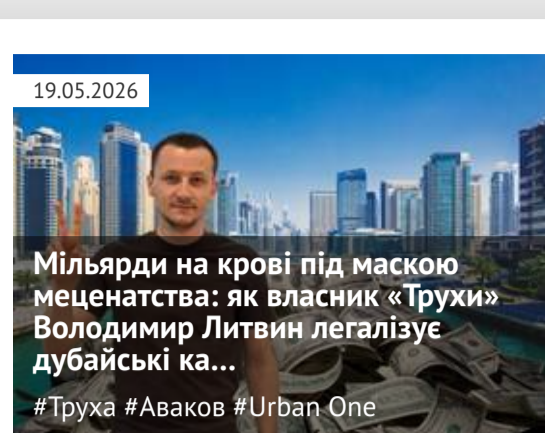 19.05.2026
Мільярди на крові під маскою
меценатства: як власник «Трухи»
Володимир Литвин легалізує
дубайські ка...
#Труха #Аваков #Urban One